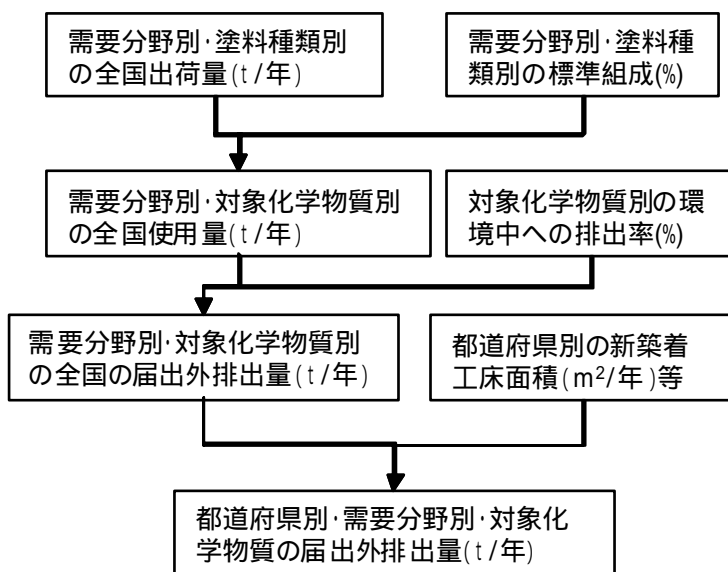 需要分野別･塗料種類別
の全国出荷量(ｔ/年)
需要分野別･塗料種
類別の標準組成(%)
需要分野別･対象化学物質別
の全国使用量(ｔ/年)
対象化学物質別の環
境中への排出率(%)
需要分野別･対象化学物質別
の全国の届出外排出量(ｔ/年)
都道府県別の新築着
工床面積(m²/年)等
都道府県別･需要分野別･対象化
学物質の届出外排出量(ｔ/年)